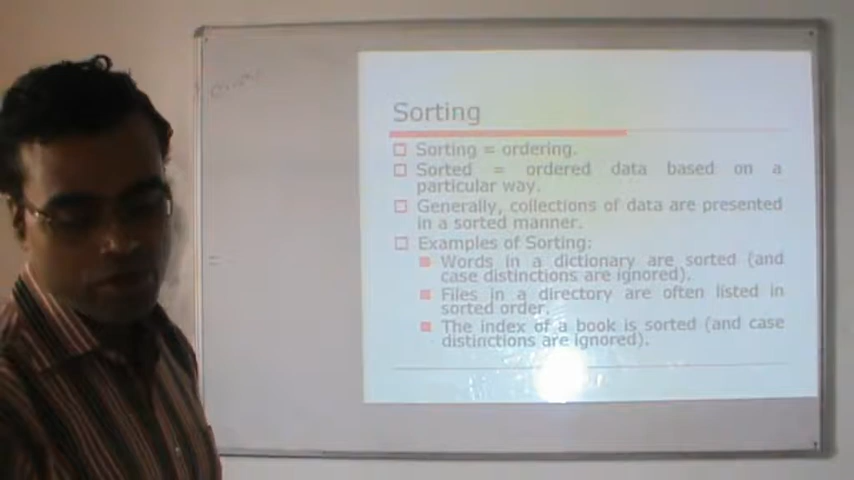 Sorting
Sorting = ordering.
Sorted = ordered data based on a
particular way.
Generally, collections of data are presented
in a sorted manner.
Examples of Sorting:
Words in a dictionary are sorted (and
case distinctions are ignored).
Files in a directory are often listed in
sorted order.
The index of a book is sorted (and case
distinctions are ignored).